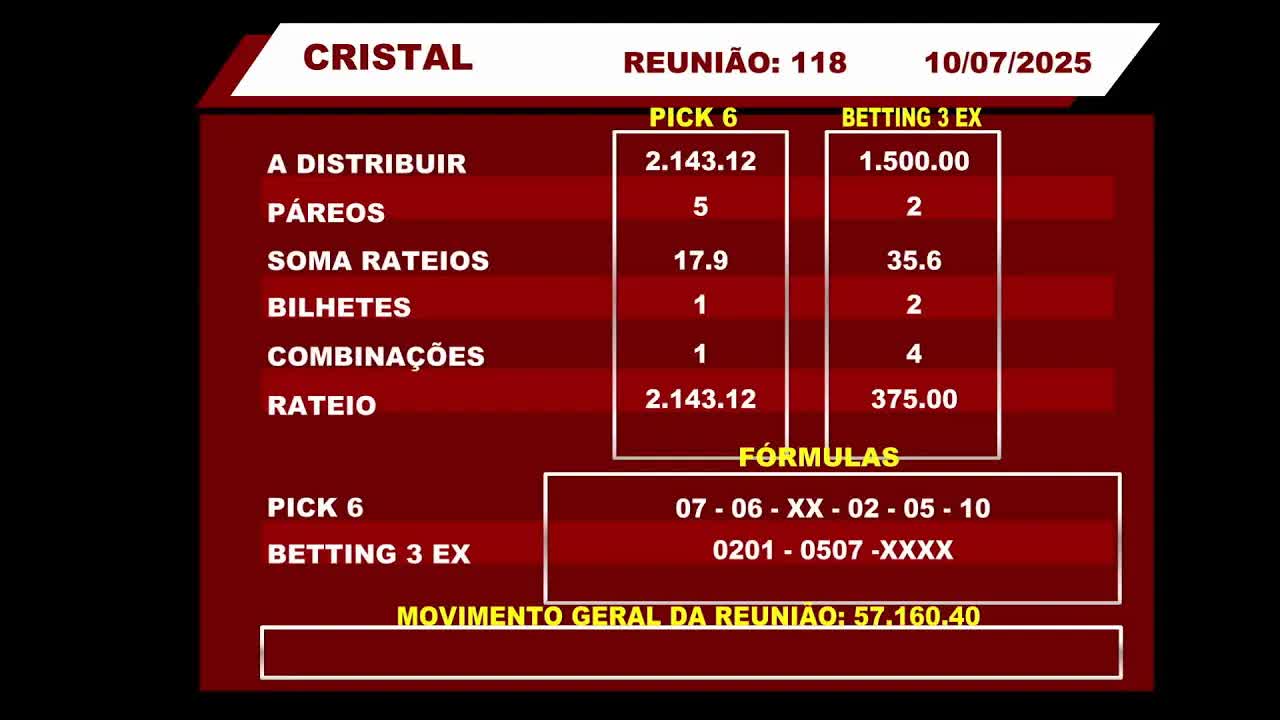 CRISTAL REUNIÃO: 118 10/07/2025
PICK 6 BETTING 3 EX
A DISTRIBUIR 2.143.12 1.500.00
PÁREOS 5 2
SOMA RATEIOS 17.9 35.6
BILHETES 1 2
COMBINAÇÕES 1 4
RATEIO 2.143.12 375.00
FÓRMULAS
PICK 6 07 - 06 - XX - 02 - 05 - 10
BETTING 3 EX 0201 - 0507 -XXXX
MOVIMENTO GERAL DA REUNIÃO: 57.160.40